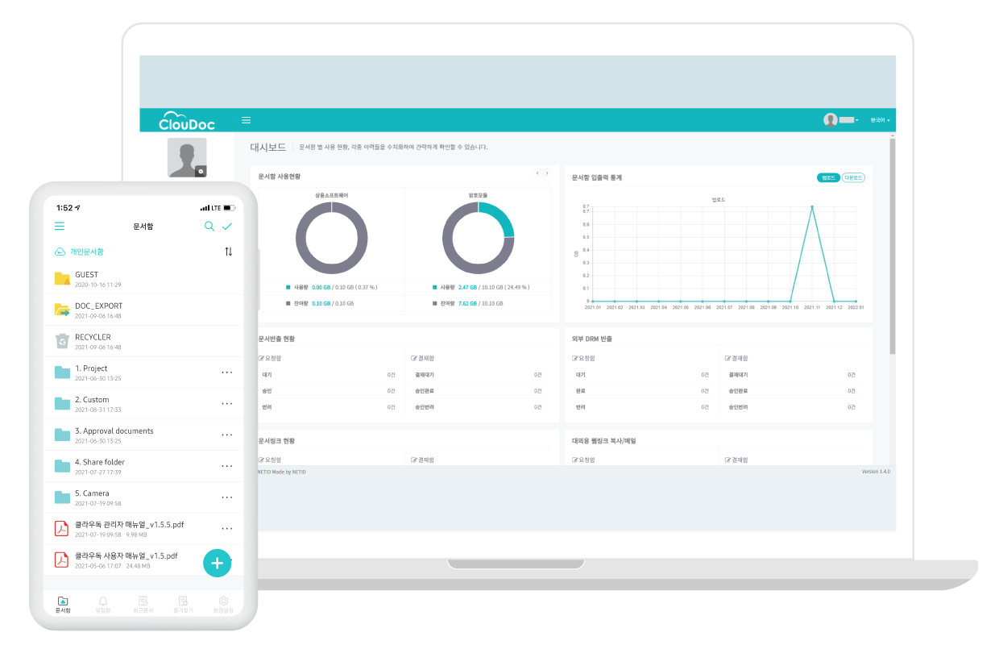 ClouDoc
한국어
대시보드 문서함 별 사용 현황, 각종 이력들을 수치화하여 간략하게 확인할 수 있습니다.
문서함 사용현황
상용소프트웨어
암호모듈
사용량 0.00 GB / 0.10 GB ( 0.37 % )
사용량 2.47 GB / 10.10 GB ( 24.49 % )
잔여량 0.10 GB / 0.10 GB
잔여량 7.62 GB / 10.10 GB
문서함 입출력 통계
업로드 다운로드
업로드
GB
0.7
0.7
0.6
0.5
0.4
0.3
0.2
0.1
0
2021.01 2021.02 2021.03 2021.04 2021.05 2021.06 2021.07 2021.08 2021.09 2021.10 2021.11 2021.12 2022.01
문서반출 현황
요청함
결재함
대기 0건
결재대기 0건
승인 0건
승인완료 0건
반려 0건
승인반려 0건
외부 DRM 반출
요청함
결재함
대기 0건
결재대기 0건
완료 0건
승인완료 0건
반려 0건
승인반려 0건
문서링크 현황
요청함
결재함
대외용 웹링크 복사/메일
요청함
결재함
NETID Made by NETID
Version 1.4.0
1:52
LTE
문서함
개인문서함
GUEST
2020-10-16 11:29
DOC_EXPORT
2021-09-06 16:48
RECYCLER
2021-09-06 16:48
1. Project
2021-06-30 13:25
2. Custom
2021-08-31 17:33
3. Approval documents
2021-06-30 13:25
4. Share folder
2021-07-27 17:39
5. Camera
2021-07-19 09:58
클라우독 관리자 매뉴얼_v1.5.5.pdf
2021-07-19 09:58 9.98 MB
클라우독 사용자 매뉴얼_v1.5.pdf
2021-05-06 17:07 24.48 MB
문서함 알림함 최근문서 즐겨찾기 환경설정